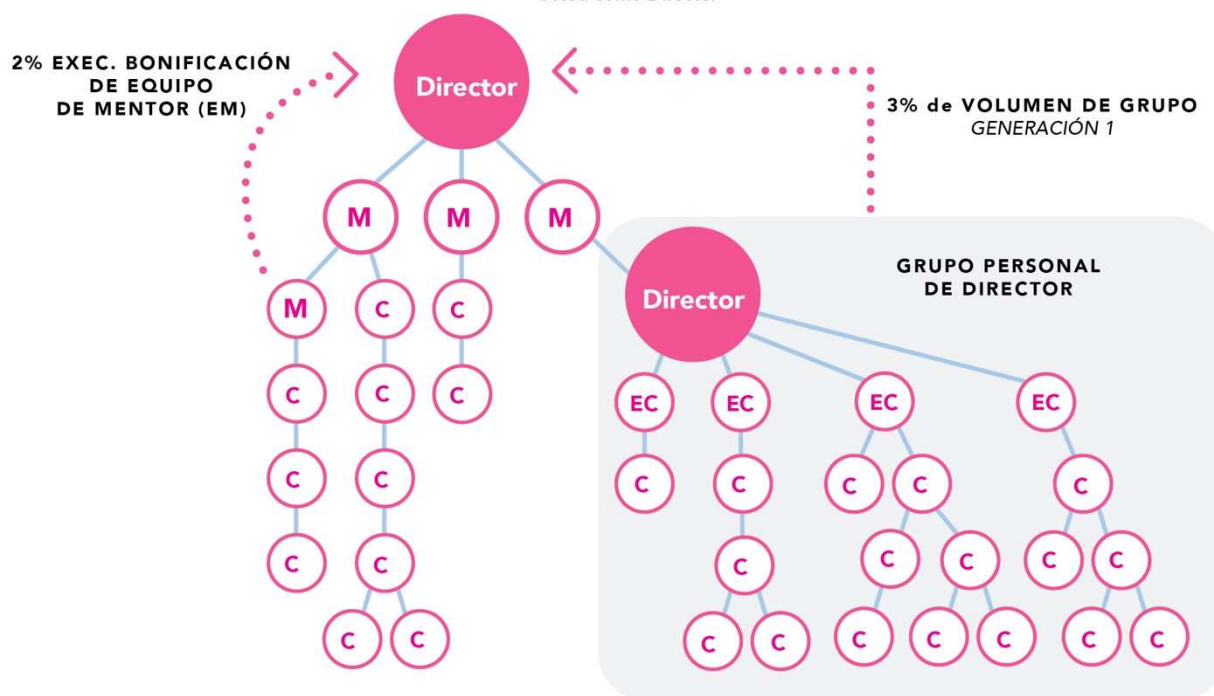 Director
2% EXEC. BONIFICACIÓN
DE EQUIPO
DE MENTOR (EM)
3% de VOLUMEN DE GRUPO
GENERACIÓN 1
M M M
GRUPO PERSONAL
DE DIRECTOR
Director
M C C
C C C EC EC EC EC
C C C C C C C
C C C C C C C
C C C C C C C C C